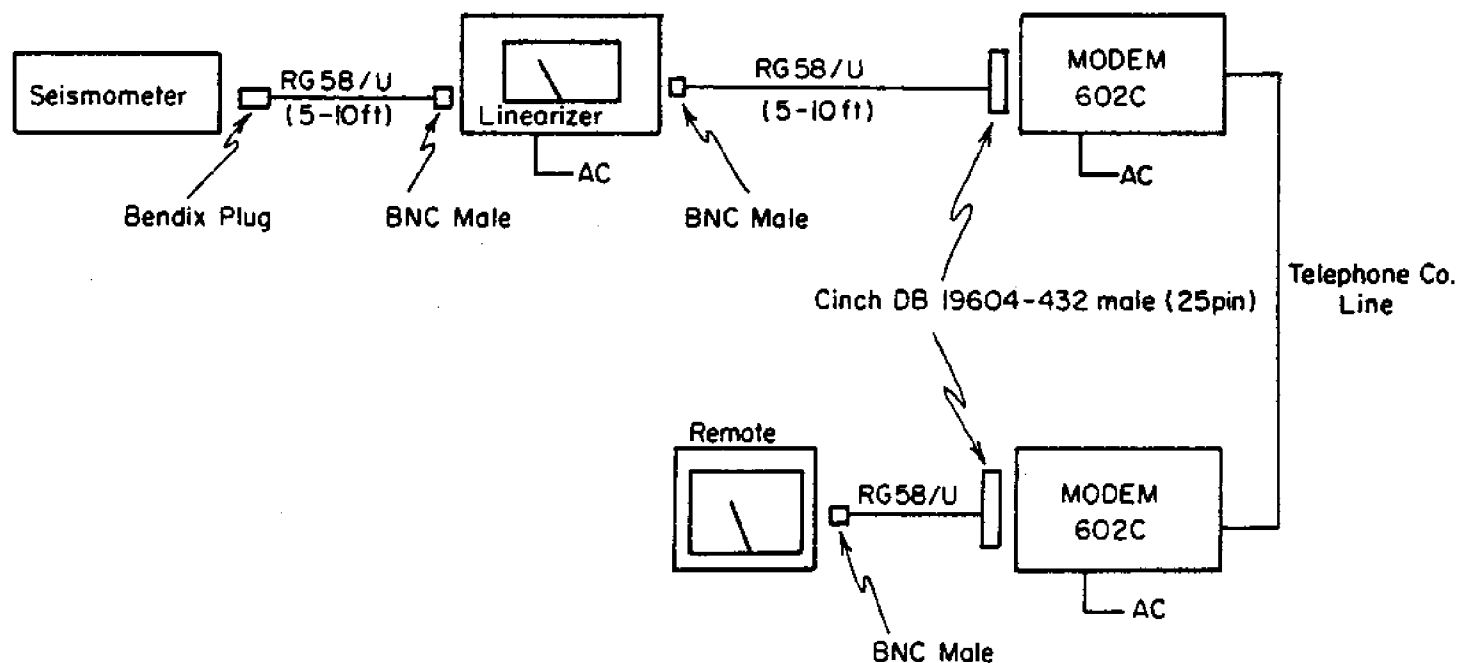 Seismometer
RG58/U
(5-10ft)
Linearizer
RG58/U
(5-10ft)
MODEM
602C
AC
AC
Bendix Plug
BNC Male
BNC Male
Cinch DB 19604-432 male (25pin)
Telephone Co.
Line
Remote
RG58/U
MODEM
602C
AC
BNC Male